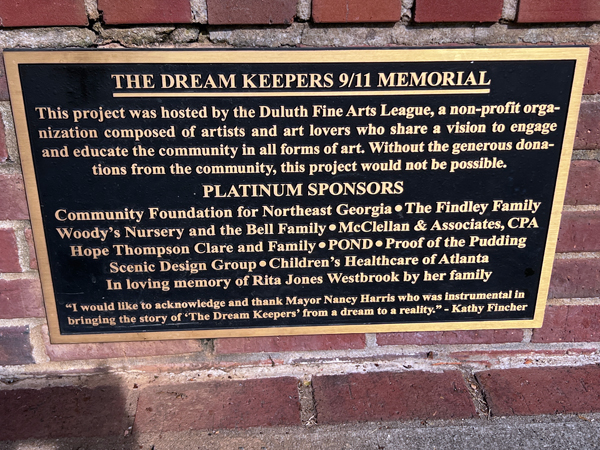 THE DREAM KEEPERS 9/11 MEMORIAL
This project was hosted by the Duluth Fine Arts League, a non-profit orga-
nization composed of artists and art lovers who share a vision to engage
and educate the community in all forms of art. Without the generous dona-
tions from the community, this project would not be possible.
PLATINUM SPONSORS
Community Foundation for Northeast Georgia • The Findley Family
Woody's Nursery and the Bell Family • McClellan & Associates, CPA
Hope Thompson Clare and Family • POND • Proof of the Pudding
Scenic Design Group • Children's Healthcare of Atlanta
In loving memory of Rita Jones Westbrook by her family
"I would like to acknowledge and thank Mayor Nancy Harris who was instrumental in
bringing the story of 'The Dream Keepers' from a dream to a reality." - Kathy Fincher